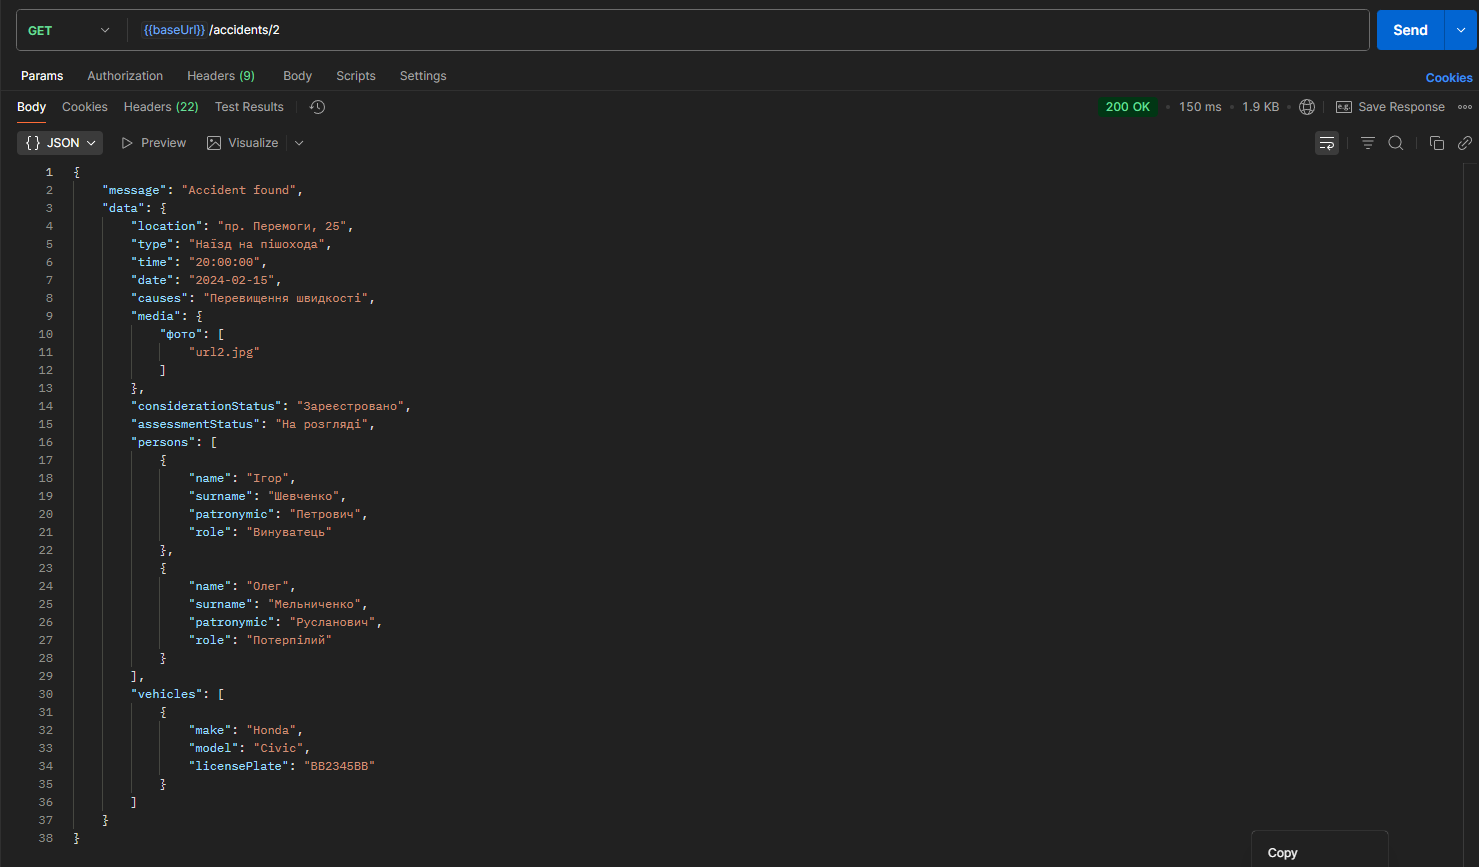 GET {{baseUrl}} /accidents/2 Send
Params Authorization Headers (9) Body Scripts Settings Cookies
Body Cookies Headers (22) Test Results 200 OK • 150 ms • 1.9 KB • e.g. Save Response
{} JSON Preview Visualize
1 {
2 "message": "Accident found",
3 "data": {
4 "location": "пр. Перемоги, 25",
5 "type": "Наїзд на пішохода",
6 "time": "20:00:00",
7 "date": "2024-02-15",
8 "causes": "Перевищення швидкості",
9 "media": {
10 "фото": [
11 "url2.jpg"
12 ]
13 },
14 "considerationStatus": "Зареєстровано",
15 "assessmentStatus": "На розгляді",
16 "persons": [
17 {
18 "name": "Ігор",
19 "surname": "Шевченко",
20 "patronymic": "Петрович",
21 "role": "Винуватець"
22 },
23 {
24 "name": "Олег",
25 "surname": "Мельниченко",
26 "patronymic": "Русланович",
27 "role": "Потерпілий"
28 }
29 ],
30 "vehicles": [
31 {
32 "make": "Honda",
33 "model": "Civic",
34 "licensePlate": "BB2345BB"
35 }
36 ]
37 }
38 }
Copy